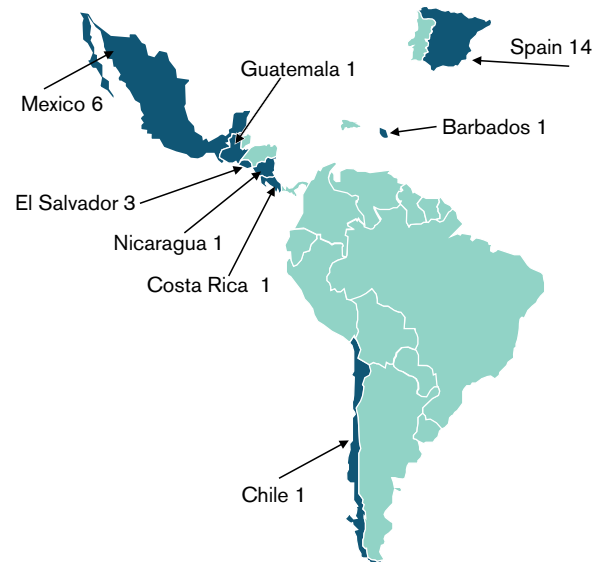 Spain 14
Guatemala 1
Mexico 6
Barbados 1
El Salvador 3
Nicaragua 1
Costa Rica  1
Chile 1